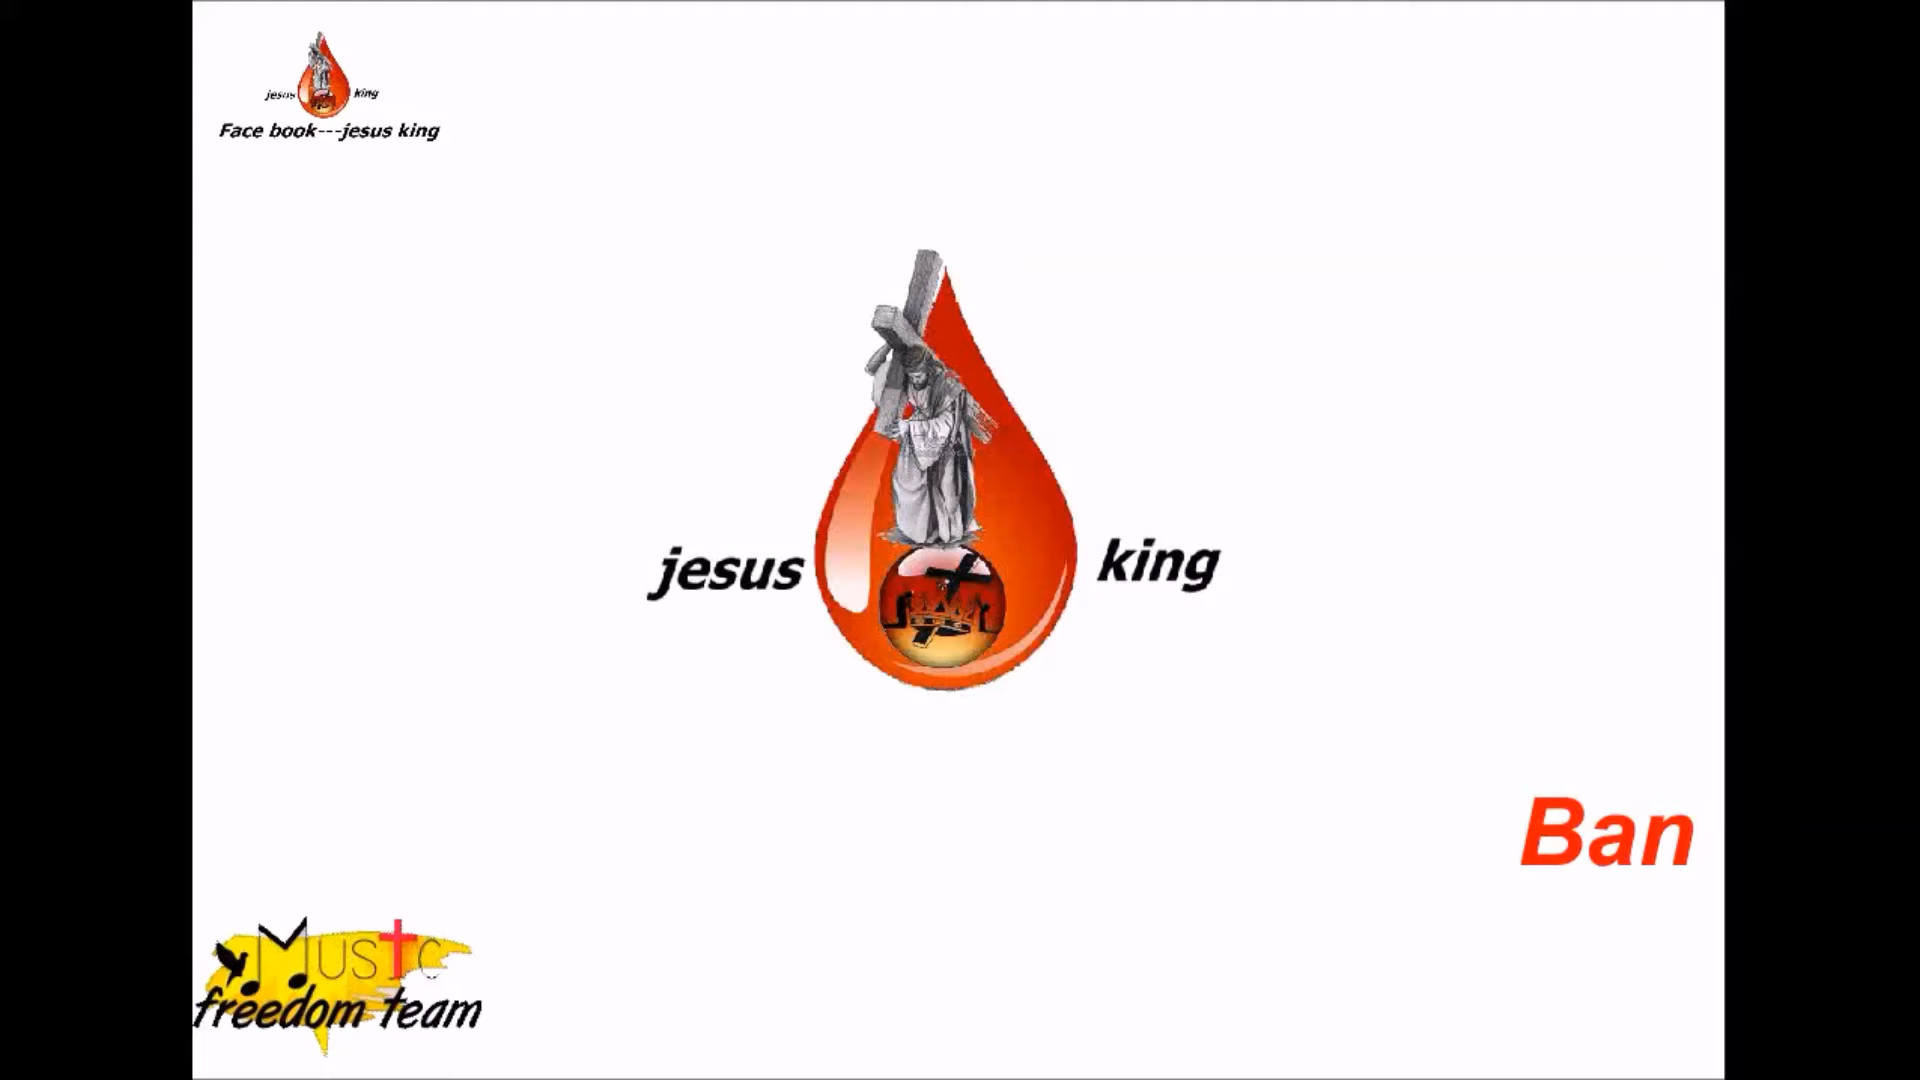 jesus king
Face book---jesus king
jesus king
Ban
Music
freedom team